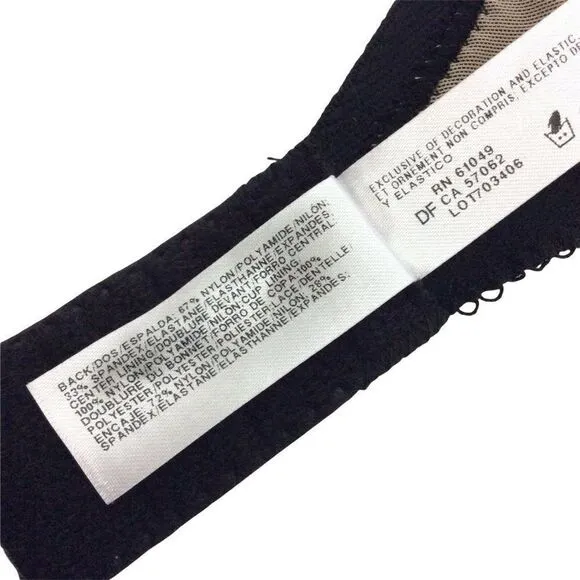 BACK/DOS/ESPALDA. 67% NYLON/POLYAMIDE/NILÓN:
33% SPANDEX/ELASTANE/ELASTHANNE/EXPANDES.
CENTER LINING/DOUBLURE DEVANT/FORRO CENTRAL:
100% NYLON/POLYAMIDE/NILON:CUP LINING/
DOUBLURE DU BONNET/FORRO DE COPA:100%
POLYESTER/POLYESTER/POLIESTER:LACE/DENTELLE/
ENCAJE: 72% NYLON/POLYAMIDE/NILON: 28%
SPANDEX/ELASTANE/ELASTHANNE/EXPANDES:
EXCLUSIVE OF DECORATION AND ELASTIC.
ET ORNEMENT NON COMPRIS, EXCEPTO DE
Y ELASTICO
RN 61049
DF CA 57062
LOT703406